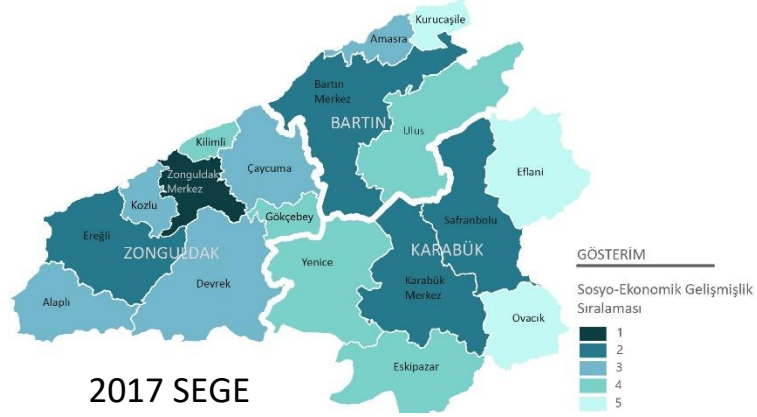 Kurucaşile
Amasra
Bartın
Merkez
BARTIN
Ulus
Kilimli
Zonguldak
Merkez
Çaycuma
Eflani
Kozlu
Gökçebey
Safranbolu
Ereğli
ZONGULDAK
Yenice
KARABÜK
Devrek
Karabük
Merkez
Alaplı
Ovacık
Eskipazar
GÖSTERİM
Sosyo-Ekonomik Gelişmişlik
Sıralaması
1
2
3
4
5
2017 SEGE